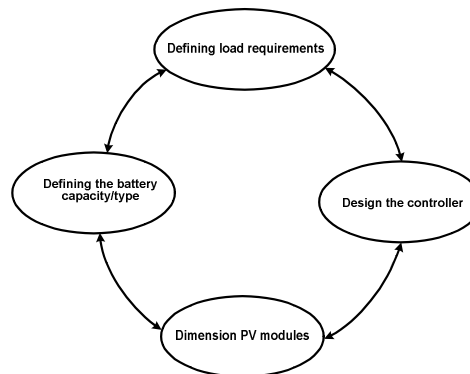 Defining load requirements
Defining the battery
capacity/type
Design the controller
Dimension PV modules